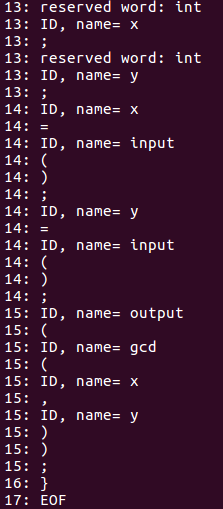 13: reserved word: int
13: ID, name= x
13: ;
13: reserved word: int
13: ID, name= y
13: ;
14: ID, name= x
14: =
14: ID, name= input
14: (
14: )
14: ;
14: ID, name= y
14: =
14: ID, name= input
14: (
14: )
14: ;
15: ID, name= output
15: (
15: ID, name= gcd
15: (
15: ID, name= x
15: ,
15: ID, name= y
15: )
15: )
15: ;
16: }
17: EOF